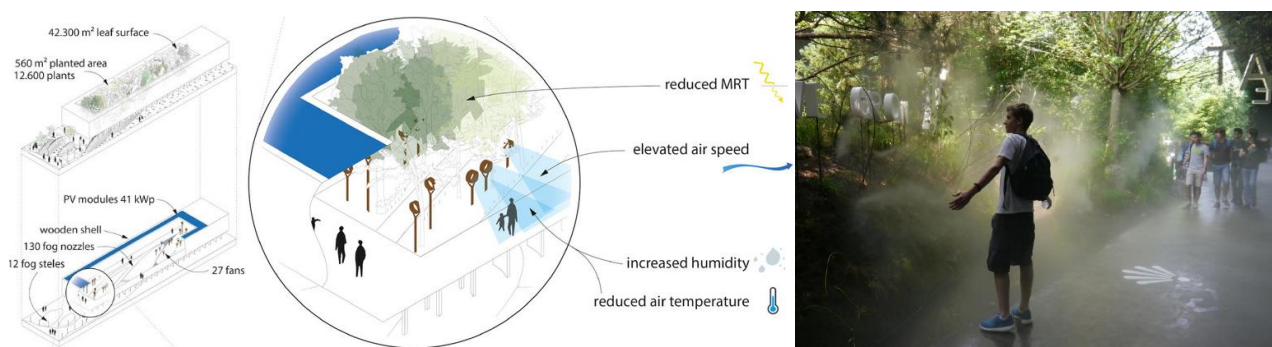 42.300 m² leaf surface
560 m² planted area
12.600 plants
PV modules 41 kWp
wooden shell
130 fog nozzles
12 fog steles
27 fans
reduced MRT
elevated air speed
increased humidity
reduced air temperature